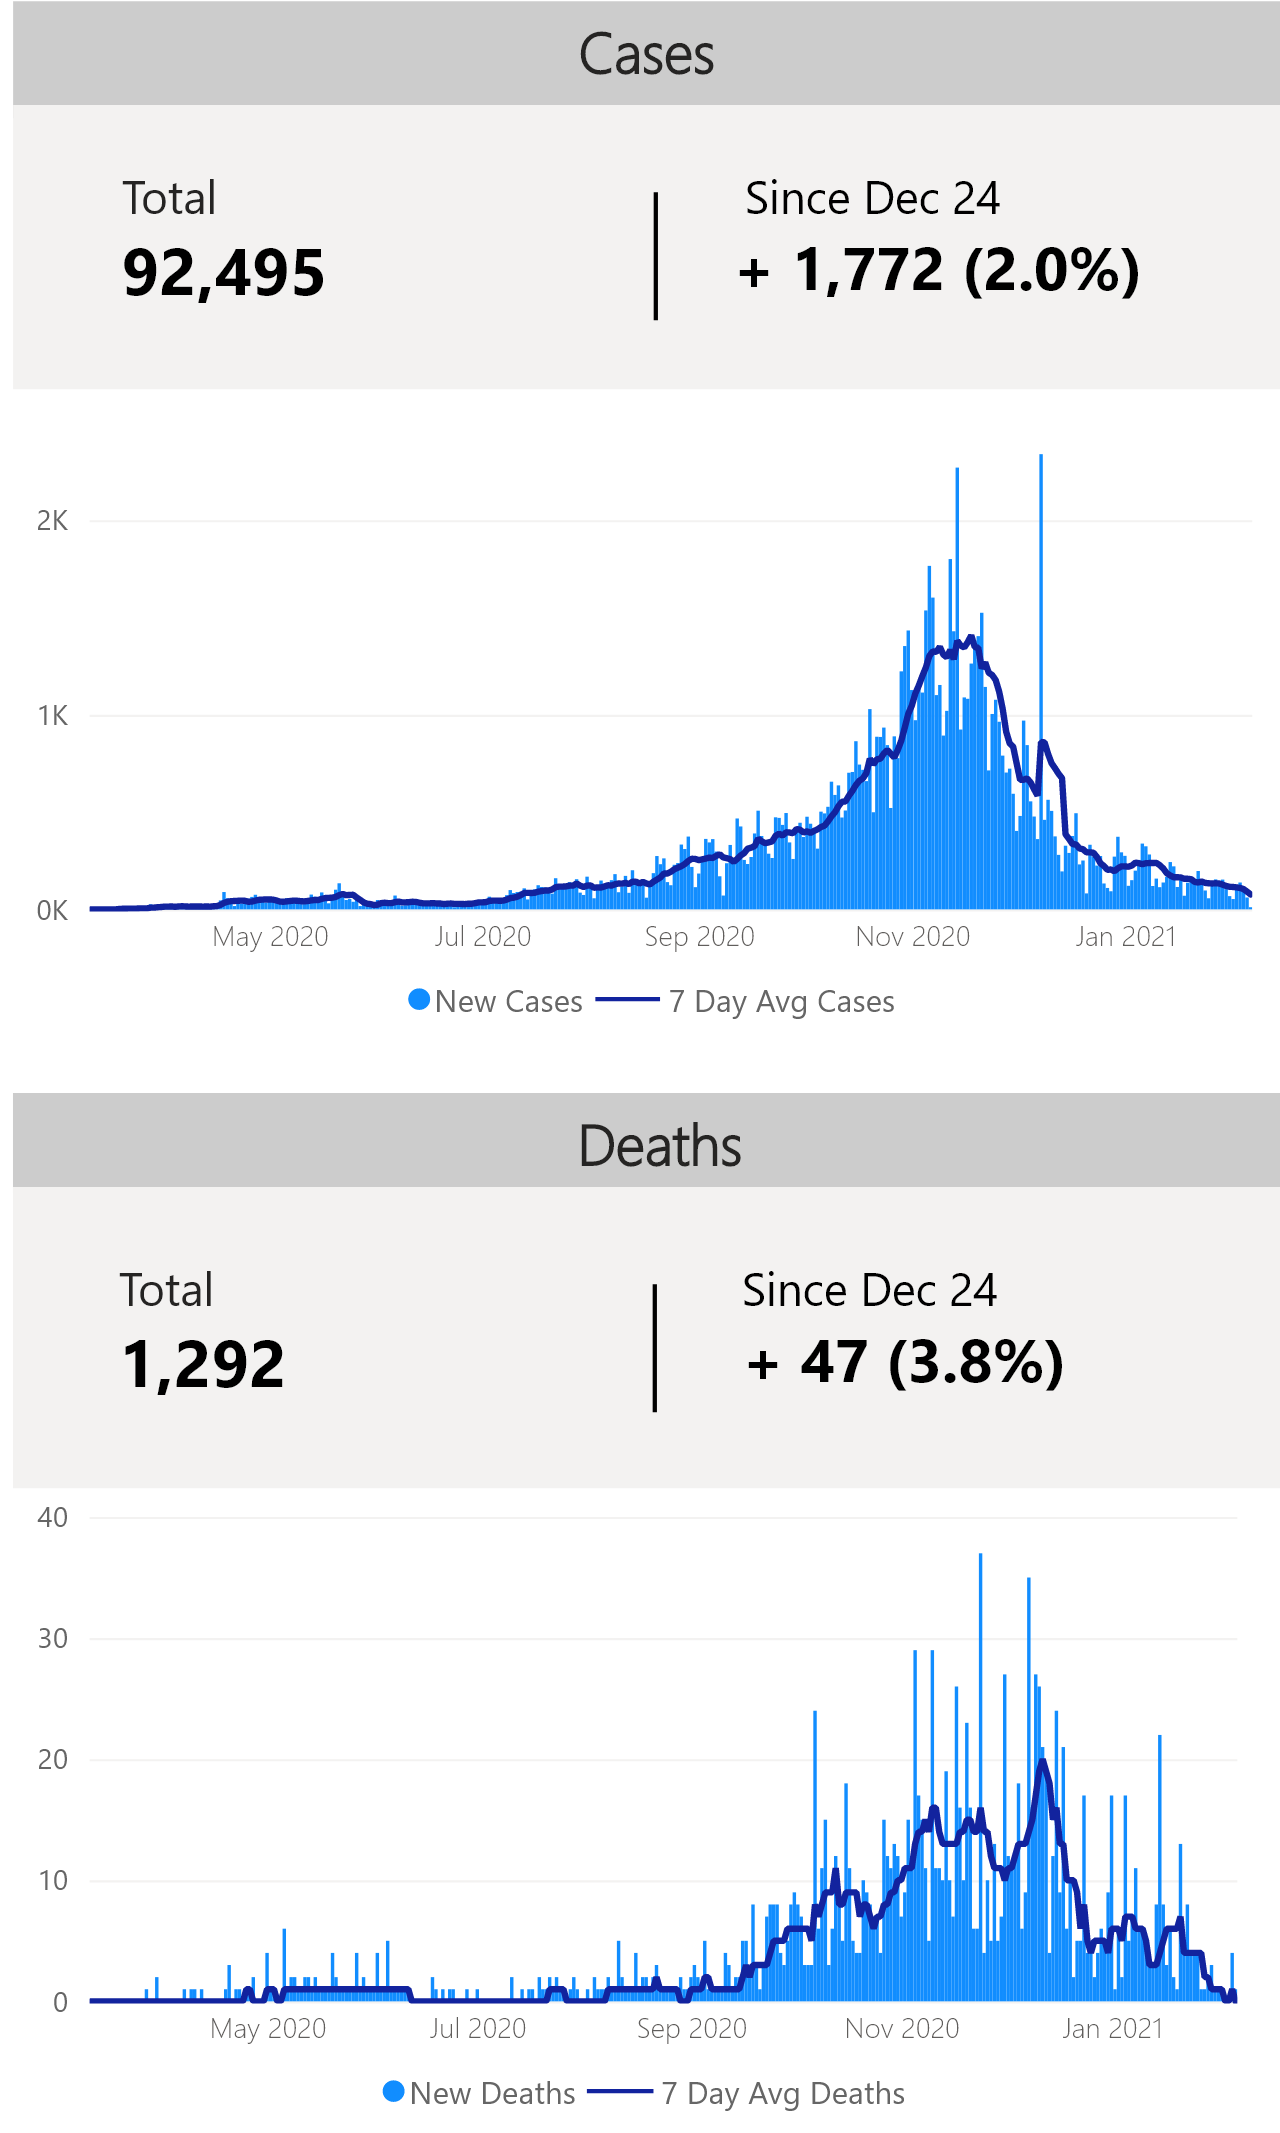 Cases
Total
Since Dec 24
92,495
+ 1,772 (2.0%)
2K
1K
0K
May 2020
Jul 2020
Sep 2020
Nov 2020
Jan 2021
New Cases
7 Day Avg Cases
Deaths
Total
Since Dec 24
1,292
+ 47 (3.8%)
40
30
20
10
0
May 2020
Jul 2020
Sep 2020
Nov 2020
Jan 2021
New Deaths
7 Day Avg Deaths